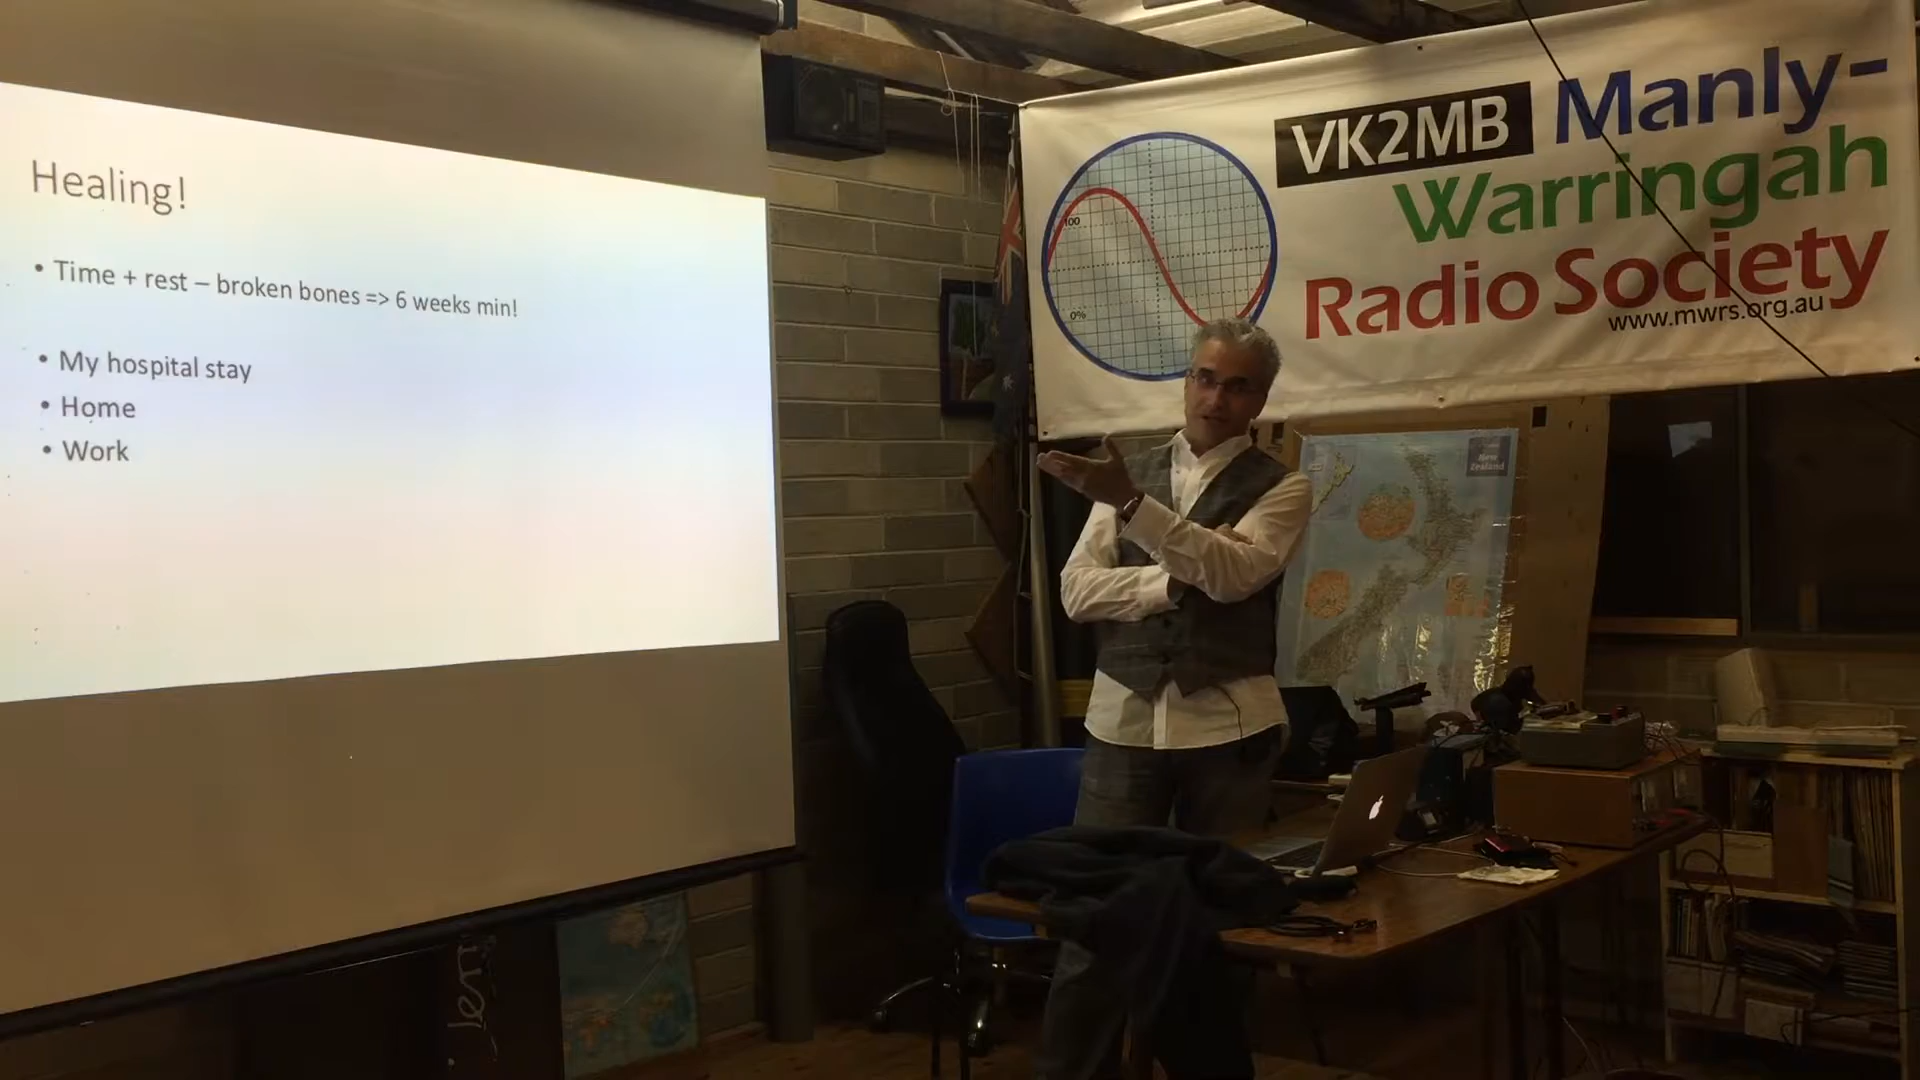 Healing!
• Time + rest – broken bones => 6 weeks min!
• My hospital stay
• Home
• Work
VK2MB Manly-
Warringah
Radio Society
www.mwrs.org.au
100
0%
New
Zealand